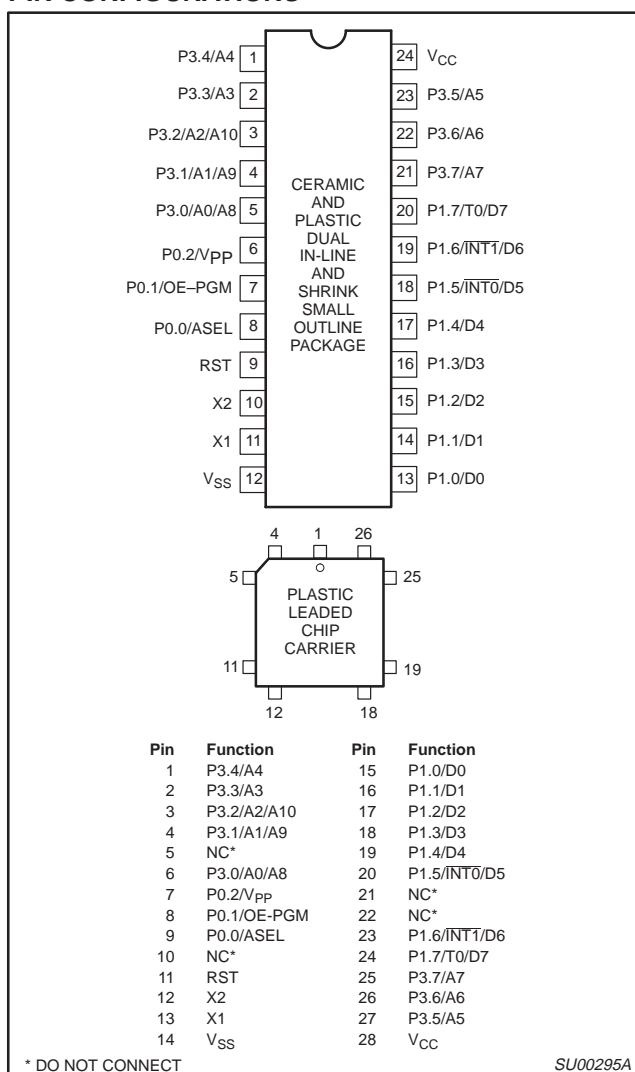 P3.4/A4 1 24 VCC
P3.3/A3 2 23 P3.5/A5
P3.2/A2/A10 3 22 P3.6/A6
P3.1/A1/A9 4 21 P3.7/A7
P3.0/A0/A8 5 20 P1.7/T0/D7
P0.2/VPP 6 19 P1.6/INT1/D6
P0.1/OE–PGM 7 18 P1.5/INT0/D5
P0.0/ASEL 8 17 P1.4/D4
RST 9 16 P1.3/D3
X2 10 15 P1.2/D2
X1 11 14 P1.1/D1
VSS 12 13 P1.0/D0
CERAMIC
AND
PLASTIC
DUAL
IN-LINE
AND
SHRINK
SMALL
OUTLINE
PACKAGE
4 1 26
5 25
PLASTIC
LEADED
CHIP
CARRIER
11 19
12 18
Pin Function Pin Function
1 P3.4/A4 15 P1.0/D0
2 P3.3/A3 16 P1.1/D1
3 P3.2/A2/A10 17 P1.2/D2
4 P3.1/A1/A9 18 P1.3/D3
5 NC* 19 P1.4/D4
6 P3.0/A0/A8 20 P1.5/INT0/D5
7 P0.2/VPP 21 NC*
8 P0.1/OE-PGM 22 NC*
9 P0.0/ASEL 23 P1.6/INT1/D6
10 NC* 24 P1.7/T0/D7
11 RST 25 P3.7/A7
12 X2 26 P3.6/A6
13 X1 27 P3.5/A5
14 VSS 28 VCC
* DO NOT CONNECT SU00295A